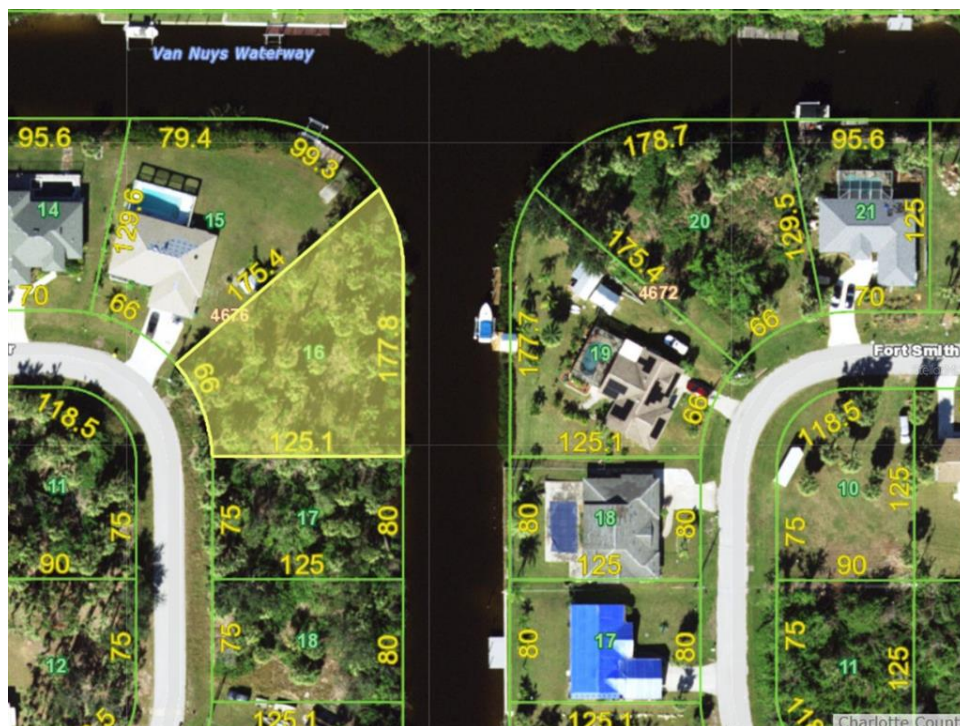 Van Nuys Waterway
95.6 79.4 99.3 178.7 95.6
14 129.6 15 175.4 20 129.5 21 125
70 66 4676 175.4 4672 66 70
r 16 177.8 177.7 19 Fort Smith
118.5 66 125.1 125.1 66 118.5
11 75 75 17 80 80 18 80 75 10 125
90 125 125 90
12 75 75 18 80 80 17 80 75 11 125
125.1 125.1
Charlotte Count